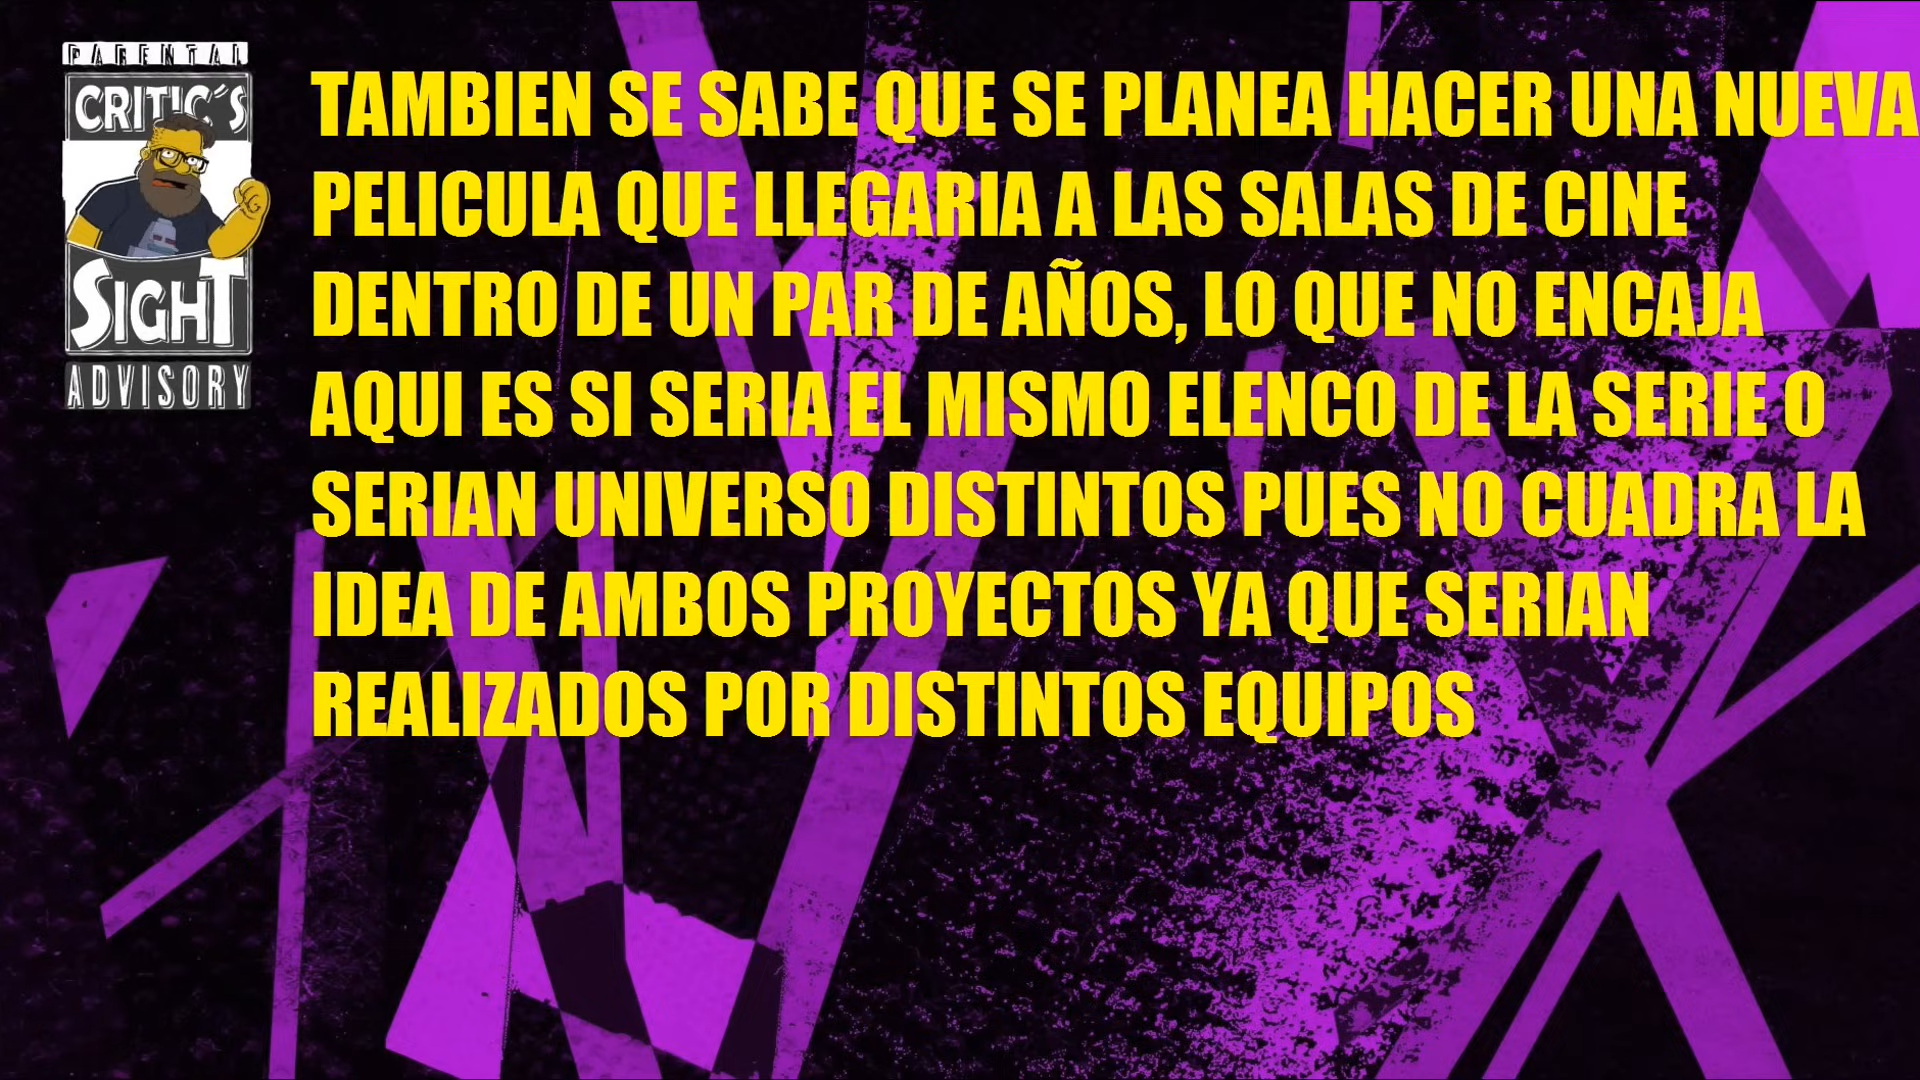 PARENTAL
CRITIC´S
SIGHT
ADVISORY
TAMBIEN SE SABE QUE SE PLANEA HACER UNA NUEVA
PELICULA QUE LLEGARIA A LAS SALAS DE CINE
DENTRO DE UN PAR DE AÑOS, LO QUE NO ENCAJA
AQUI ES SI SERIA EL MISMO ELENCO DE LA SERIE O
SERIAN UNIVERSO DISTINTOS PUES NO CUADRA LA
IDEA DE AMBOS PROYECTOS YA QUE SERIAN
REALIZADOS POR DISTINTOS EQUIPOS